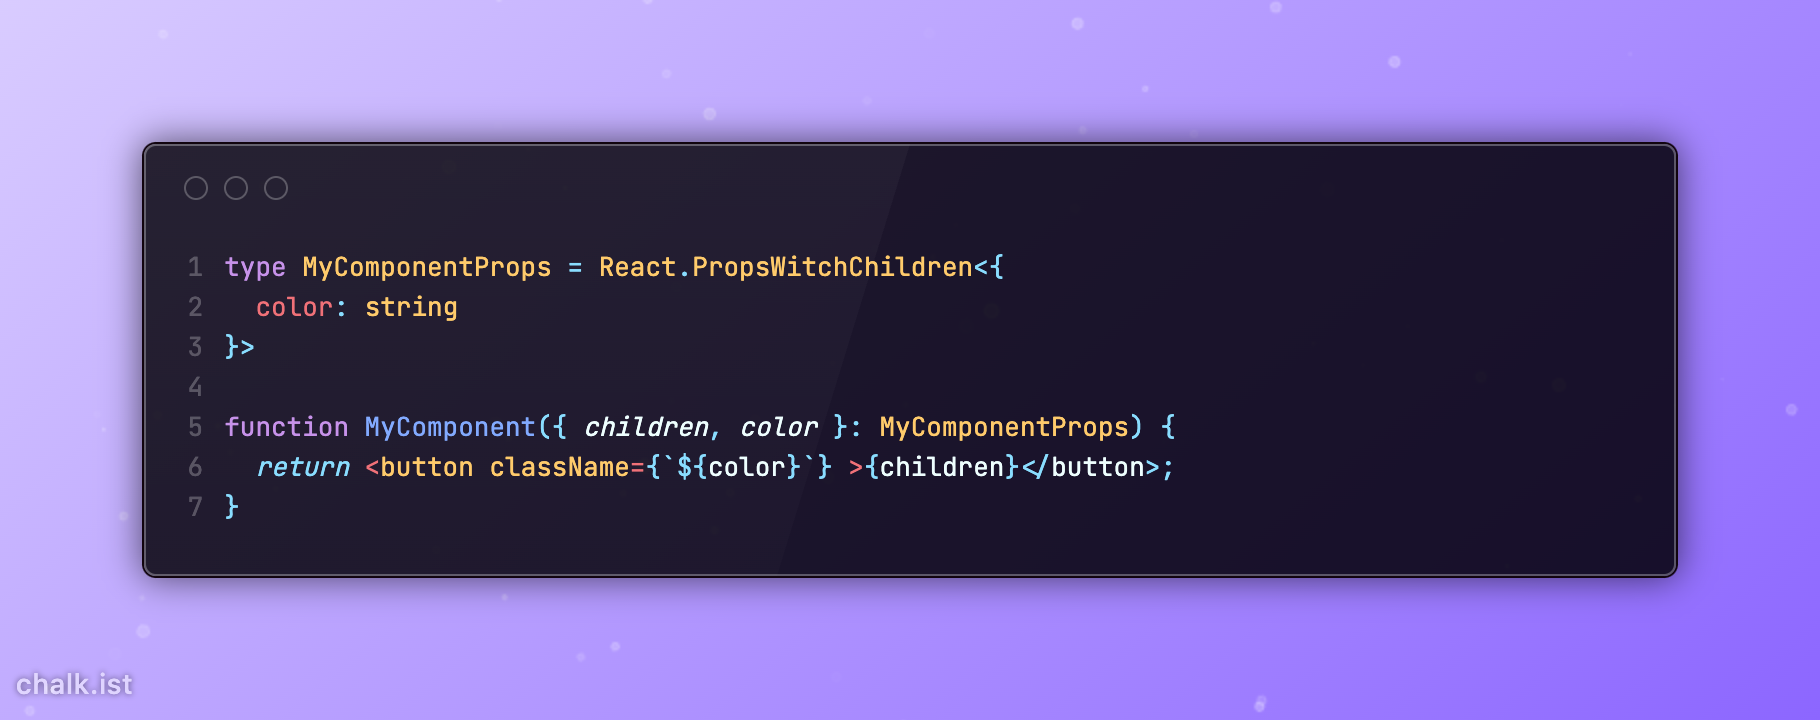 1 type MyComponentProps = React.PropsWitchChildren<{
2   color: string
3 }>
4
5 function MyComponent({ children, color }: MyComponentProps) {
6   return <button className={`${color}`} >{children}</button>;
7 }
chalk.ist